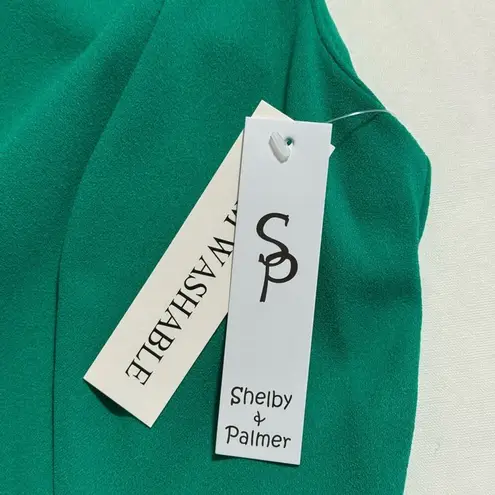 SP
Shelby
&
Palmer
WASHABLE